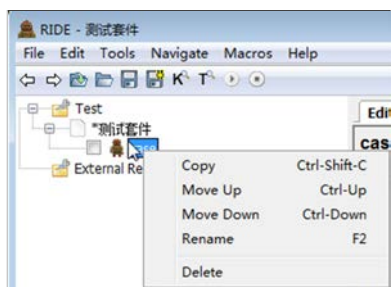 RIDE - 测试套件
File Edit Tools Navigate Macros Help
K T
Test
*测试套件
case
External Re
Edi
cas
Copy Ctrl-Shift-C
Move Up Ctrl-Up
Move Down Ctrl-Down
Rename F2
Delete